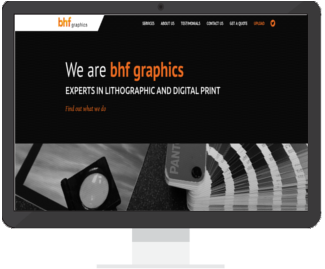 bhf graphics
SERVICES ABOUT US TESTIMONIALS CONTACT US GET A QUOTE UPLOAD
We are bhf graphics
EXPERTS IN LITHOGRAPHIC AND DIGITAL PRINT
Find out what we do
PANT